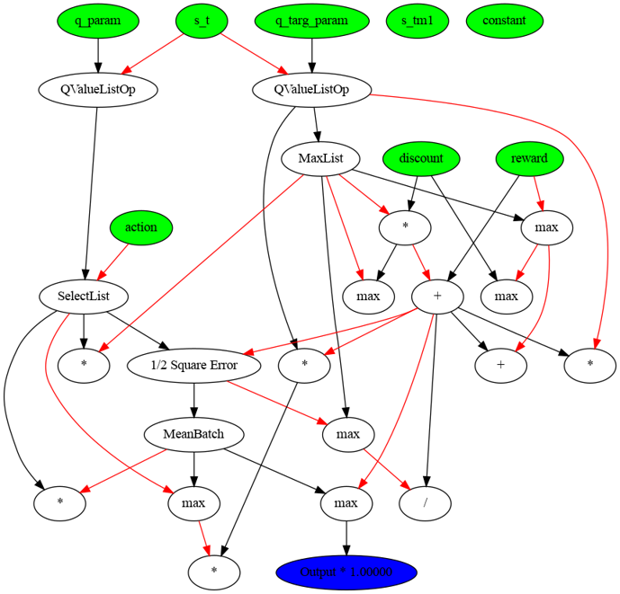 q_param
s_t
q_targ_param
s_tm1
constant
QValueListOp
QValueListOp
MaxList
discount
reward
action
*
max
SelectList
max
+
max
*
1/2 Square Error
*
+
*
MeanBatch
max
*
max
max
/
*
Output * 1.00000